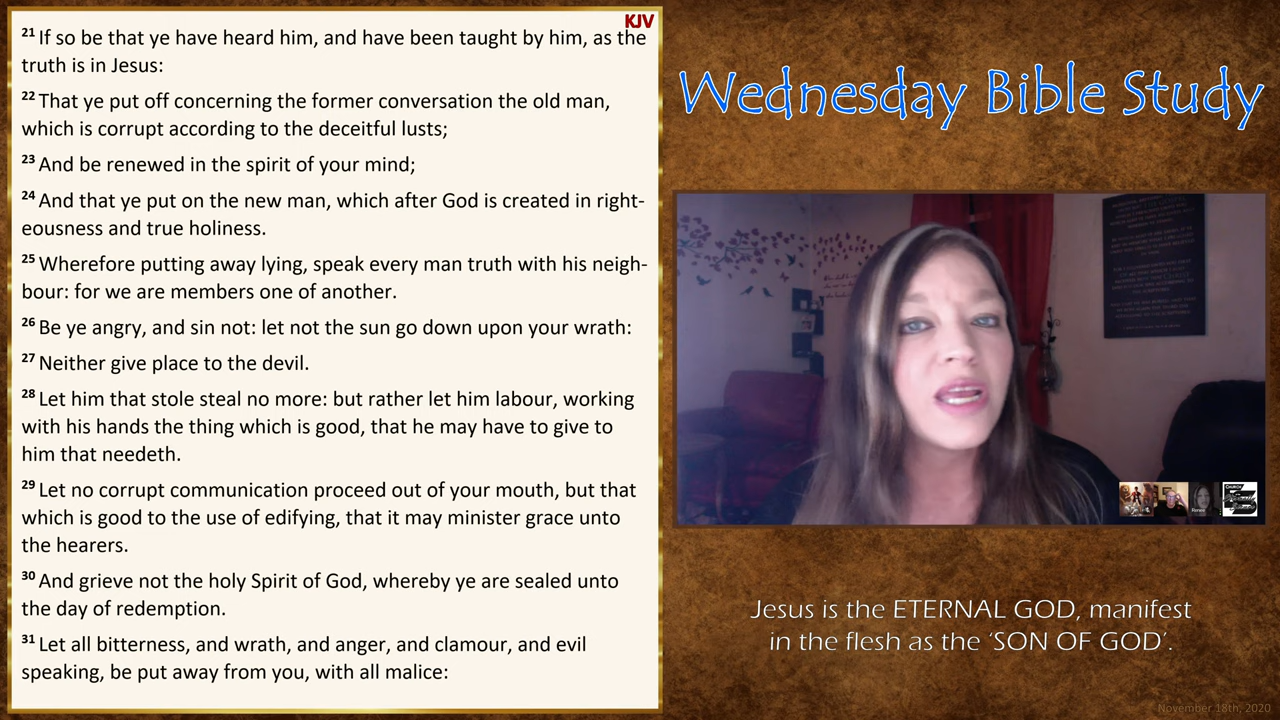 KJV
21 If so be that ye have heard him, and have been taught by him, as the
truth is in Jesus:
22 That ye put off concerning the former conversation the old man,
which is corrupt according to the deceitful lusts;
23 And be renewed in the spirit of your mind;
24 And that ye put on the new man, which after God is created in right-
eousness and true holiness.
25 Wherefore putting away lying, speak every man truth with his neigh-
bour: for we are members one of another.
26 Be ye angry, and sin not: let not the sun go down upon your wrath:
27 Neither give place to the devil.
28 Let him that stole steal no more: but rather let him labour, working
with his hands the thing which is good, that he may have to give to
him that needeth.
29 Let no corrupt communication proceed out of your mouth, but that
which is good to the use of edifying, that it may minister grace unto
the hearers.
30 And grieve not the holy Spirit of God, whereby ye are sealed unto
the day of redemption.
31 Let all bitterness, and wrath, and anger, and clamour, and evil
speaking, be put away from you, with all malice:
Wednesday Bible Study
Renee
CHURCH
Jesus is the ETERNAL GOD, manifest
in the flesh as the ‘SON OF GOD’.
November 18th, 2020